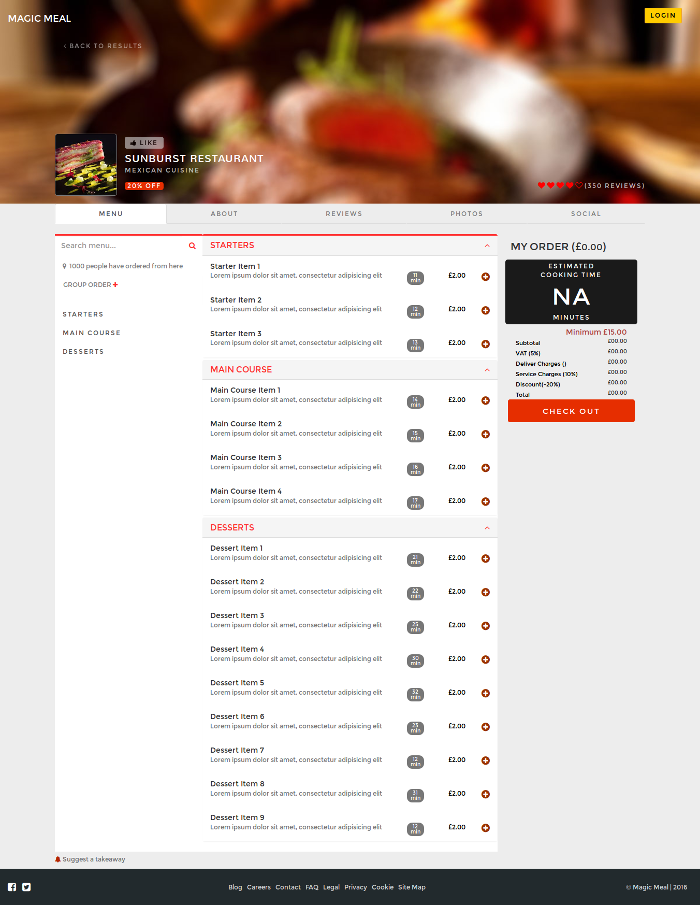 MAGIC MEAL
LOGIN
‹ BACK TO RESULTS
LIKE
SUNBURST RESTAURANT
MEXICAN CUISINE
20% OFF
(350 REVIEWS)
MENU ABOUT REVIEWS PHOTOS SOCIAL
Search menu...
1000 people have ordered from here
GROUP ORDER +
STARTERS
MAIN COURSE
DESSERTS
STARTERS
Starter Item 1
Lorem ipsum dolor sit amet, consectetur adipisicing elit 11 min £2.00
Starter Item 2
Lorem ipsum dolor sit amet, consectetur adipisicing elit 12 min £2.00
Starter Item 3
Lorem ipsum dolor sit amet, consectetur adipisicing elit 13 min £2.00
MAIN COURSE
Main Course Item 1
Lorem ipsum dolor sit amet, consectetur adipisicing elit 14 min £2.00
Main Course Item 2
Lorem ipsum dolor sit amet, consectetur adipisicing elit 15 min £2.00
Main Course Item 3
Lorem ipsum dolor sit amet, consectetur adipisicing elit 16 min £2.00
Main Course Item 4
Lorem ipsum dolor sit amet, consectetur adipisicing elit 17 min £2.00
DESSERTS
Dessert Item 1
Lorem ipsum dolor sit amet, consectetur adipisicing elit 21 min £2.00
Dessert Item 2
Lorem ipsum dolor sit amet, consectetur adipisicing elit 22 min £2.00
Dessert Item 3
Lorem ipsum dolor sit amet, consectetur adipisicing elit 25 min £2.00
Dessert Item 4
Lorem ipsum dolor sit amet, consectetur adipisicing elit 30 min £2.00
Dessert Item 5
Lorem ipsum dolor sit amet, consectetur adipisicing elit 32 min £2.00
Dessert Item 6
Lorem ipsum dolor sit amet, consectetur adipisicing elit 23 min £2.00
Dessert Item 7
Lorem ipsum dolor sit amet, consectetur adipisicing elit 12 min £2.00
Dessert Item 8
Lorem ipsum dolor sit amet, consectetur adipisicing elit 31 min £2.00
Dessert Item 9
Lorem ipsum dolor sit amet, consectetur adipisicing elit 12 min £2.00
MY ORDER (£0.00)
ESTIMATED
COOKING TIME
NA
MINUTES
Minimum £15.00
Subtotal £00.00
VAT (5%) £00.00
Deliver Charges () £00.00
Service Charges (10%) £00.00
Discount(-20%) £00.00
Total £00.00
CHECK OUT
Suggest a takeaway
Blog Careers Contact FAQ Legal Privacy Cookie Site Map
© Magic Meal | 2016